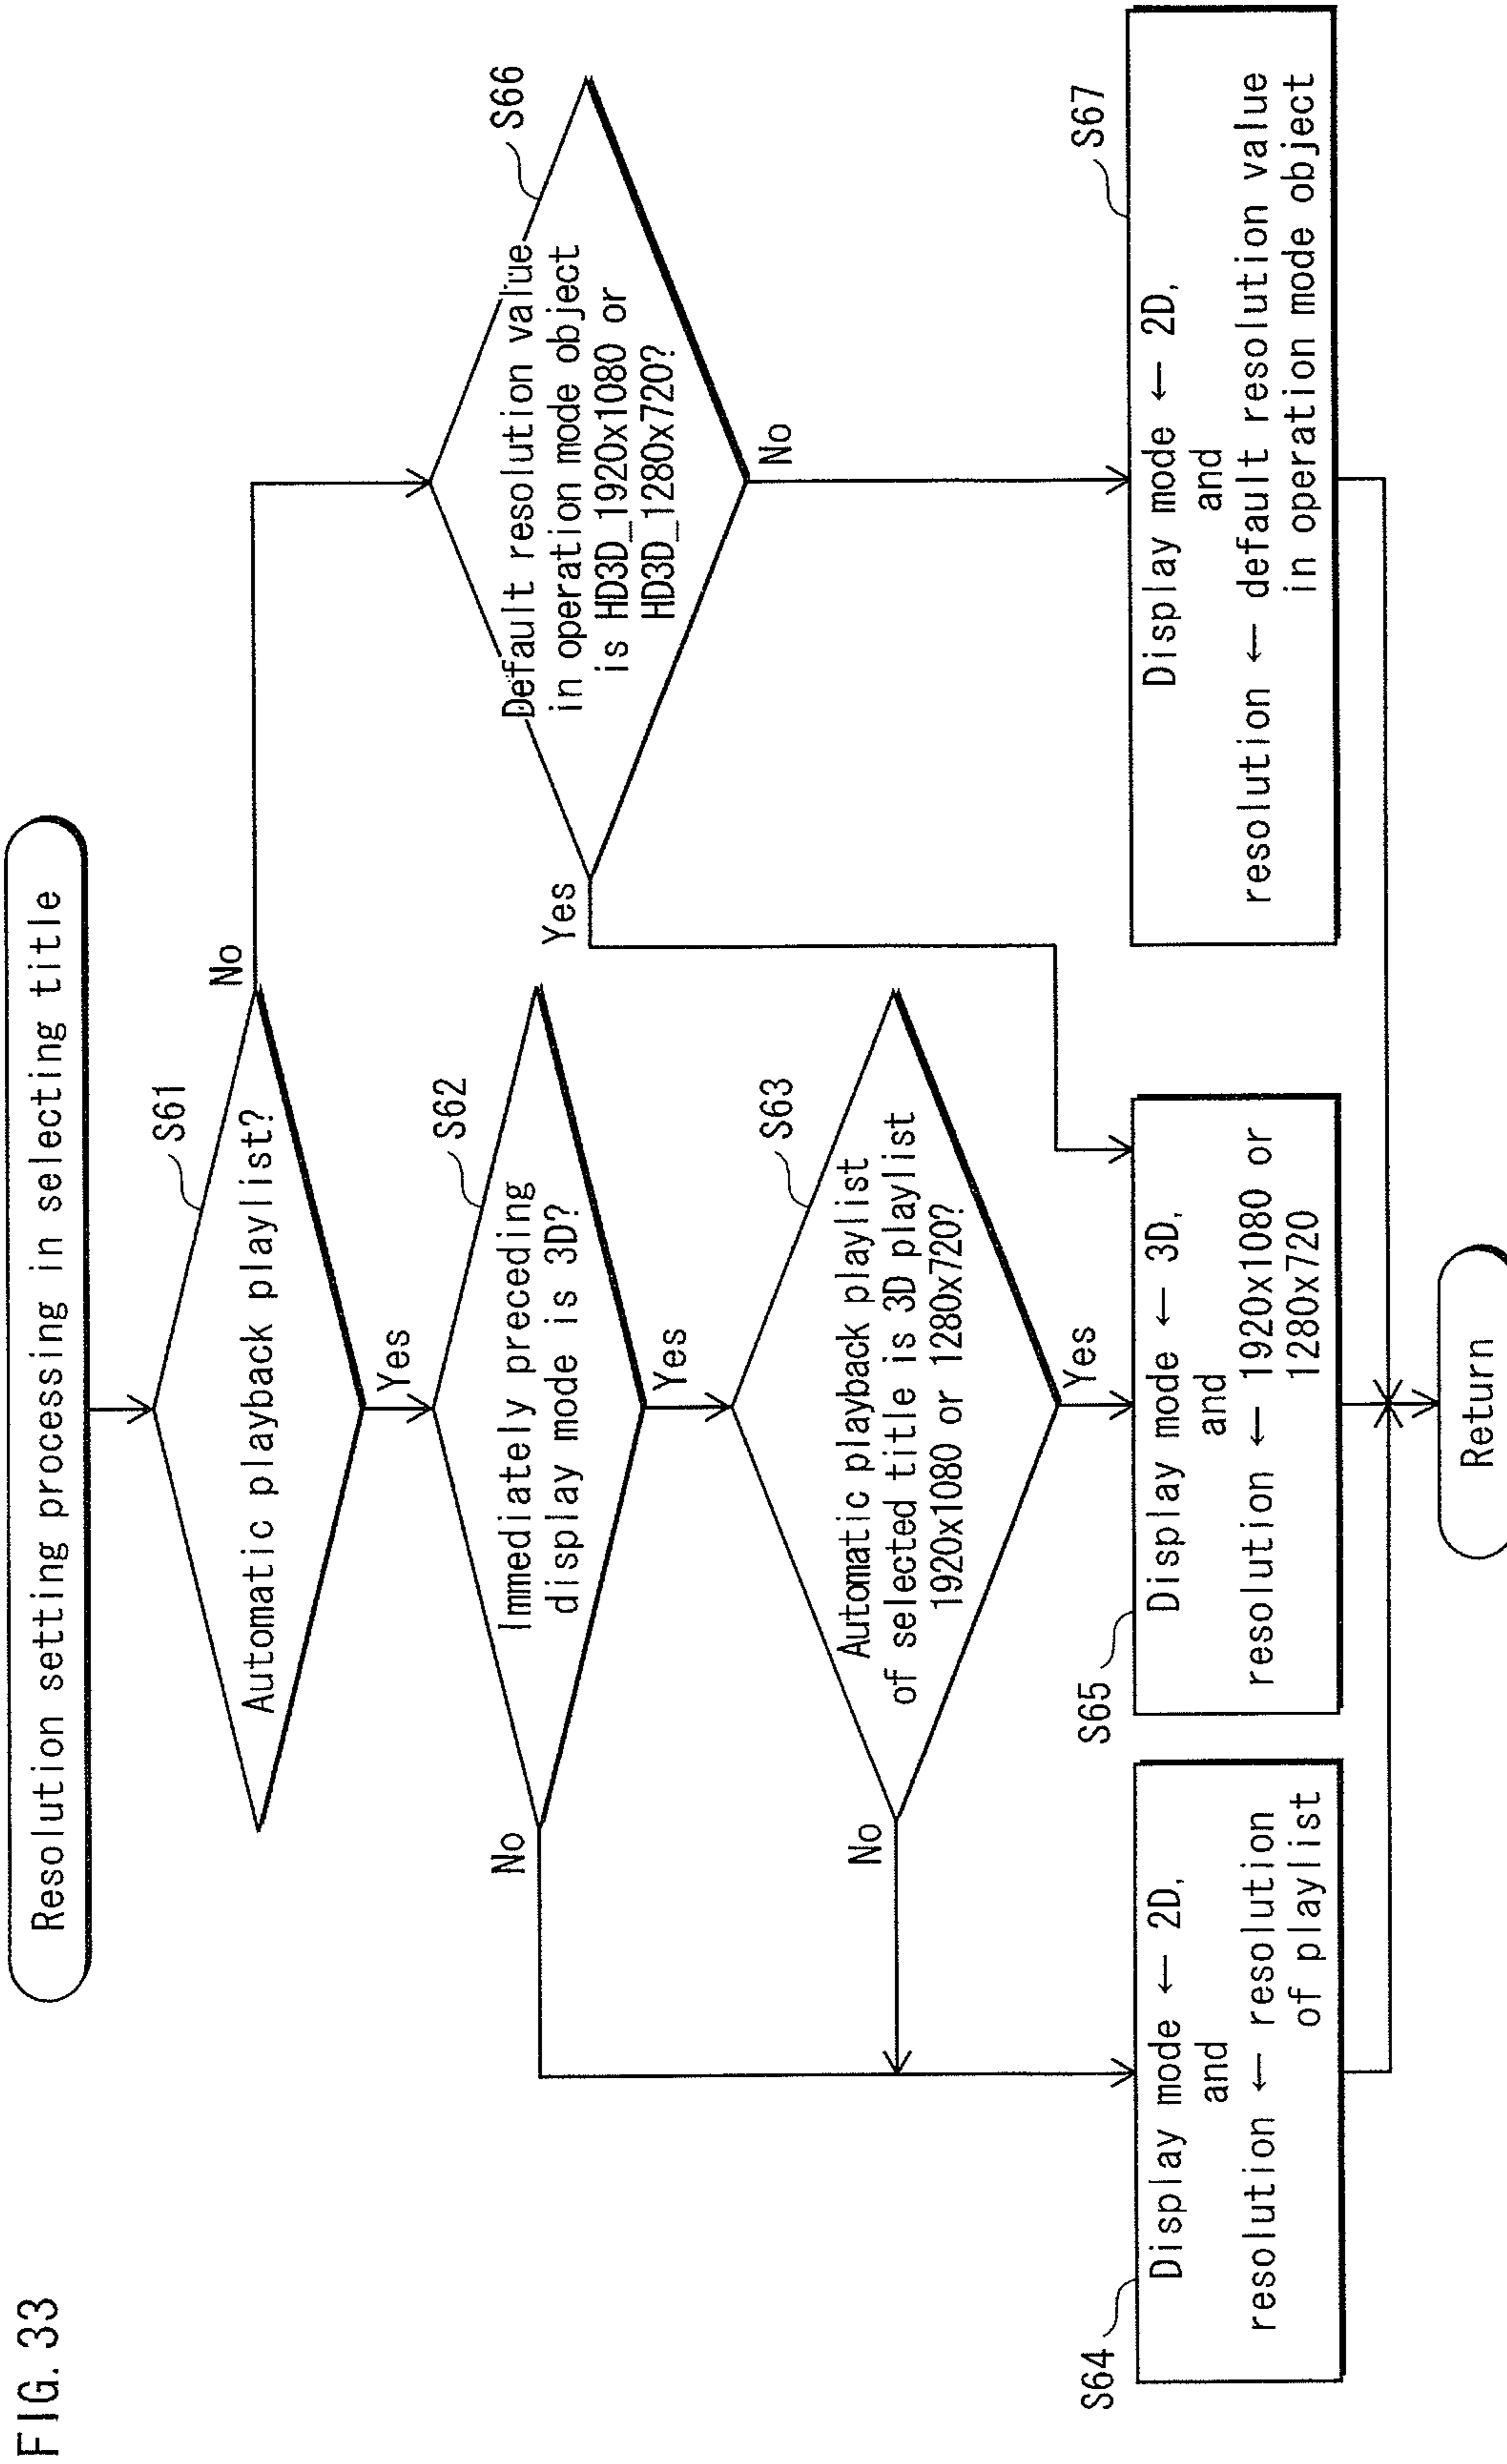 FIG. 33
Resolution setting processing in selecting title
S61
Automatic playback playlist?
No
Yes
S62
Immediately preceding
display mode is 3D?
No
Yes
S63
Automatic playback playlist
of selected title is 3D playlist
1920x1080 or 1280x720?
No
Yes
S66
Default resolution value
in operation mode object
is HD3D_1920x1080 or
HD3D_1280x720?
Yes
No
S64
Display mode ← 2D,
and
resolution ← resolution
of playlist
S65
Display mode ← 3D,
and
resolution ← 1920x1080 or
1280x720
S67
Display mode ← 2D,
and
resolution ← default resolution value
in operation mode object
Return